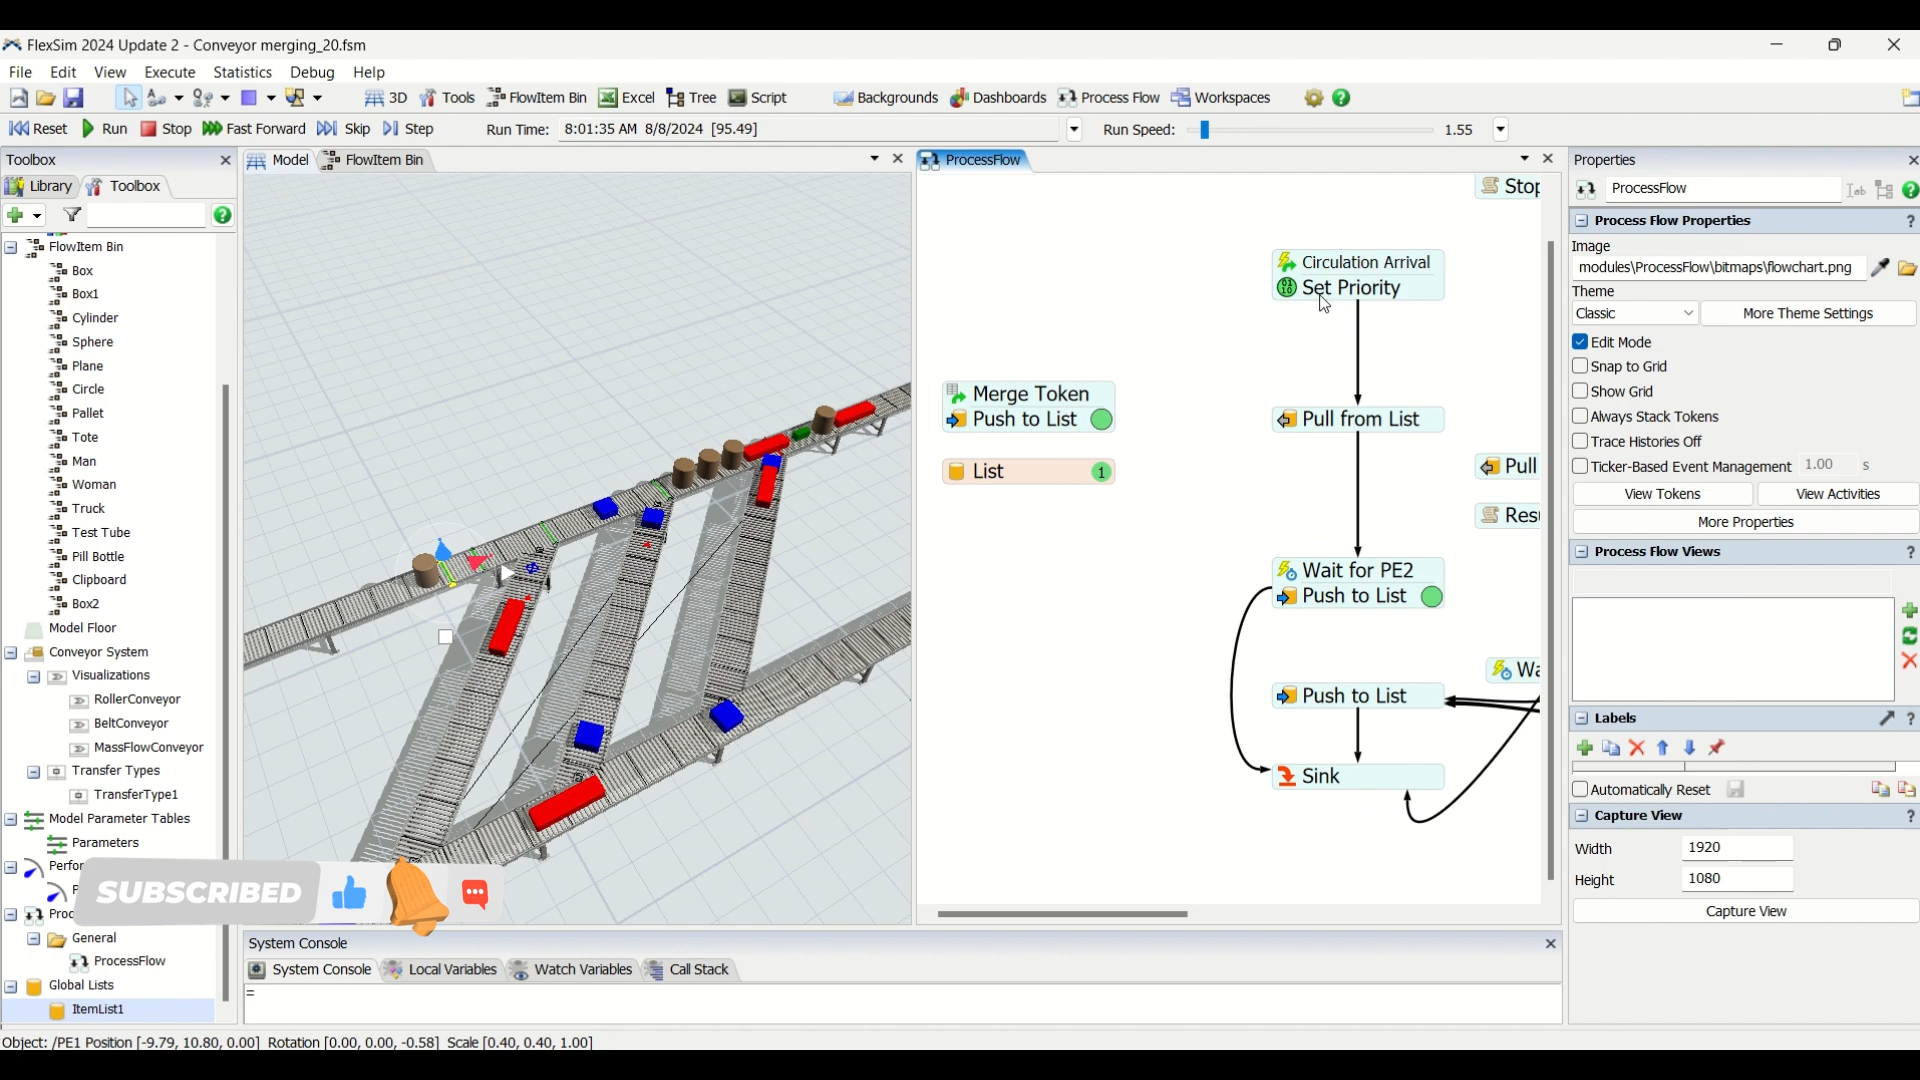 FlexSim 2024 Update 2 - Conveyor merging_20.fsm
File Edit View Execute Statistics Debug Help
3D Tools FlowItem Bin Excel Tree Script Backgrounds Dashboards Process Flow Workspaces
Reset Run Stop Fast Forward Skip Step Run Time: 8:01:35 AM 8/8/2024 [95.49] Run Speed: 1.55
Toolbox
Library Toolbox
FlowItem Bin
Box
Box1
Cylinder
Sphere
Plane
Circle
Pallet
Tote
Man
Woman
Truck
Test Tube
Pill Bottle
Clipboard
Box2
Model Floor
Conveyor System
Visualizations
RollerConveyor
BeltConveyor
MassFlowConveyor
Transfer Types
TransferType1
Model Parameter Tables
Parameters
Perfor
P
Proc
General
ProcessFlow
Global Lists
ItemList1
SUBSCRIBED
Model FlowItem Bin
ProcessFlow
Stop
Circulation Arrival
Set Priority
Merge Token
Push to List
List 1
Pull from List
Pull
Resu
Wait for PE2
Push to List
Wa
Push to List
Sink
System Console
System Console Local Variables Watch Variables Call Stack
=
Properties
ProcessFlow
Process Flow Properties ?
Image
modules\ProcessFlow\bitmaps\flowchart.png
Theme
Classic More Theme Settings
Edit Mode
Snap to Grid
Show Grid
Always Stack Tokens
Trace Histories Off
Ticker-Based Event Management 1.00 s
View Tokens View Activities
More Properties
Process Flow Views ?
Labels ?
Automatically Reset
Capture View ?
Width 1920
Height 1080
Capture View
Object: /PE1 Position [-9.79, 10.80, 0.00] Rotation [0.00, 0.00, -0.58] Scale [0.40, 0.40, 1.00]